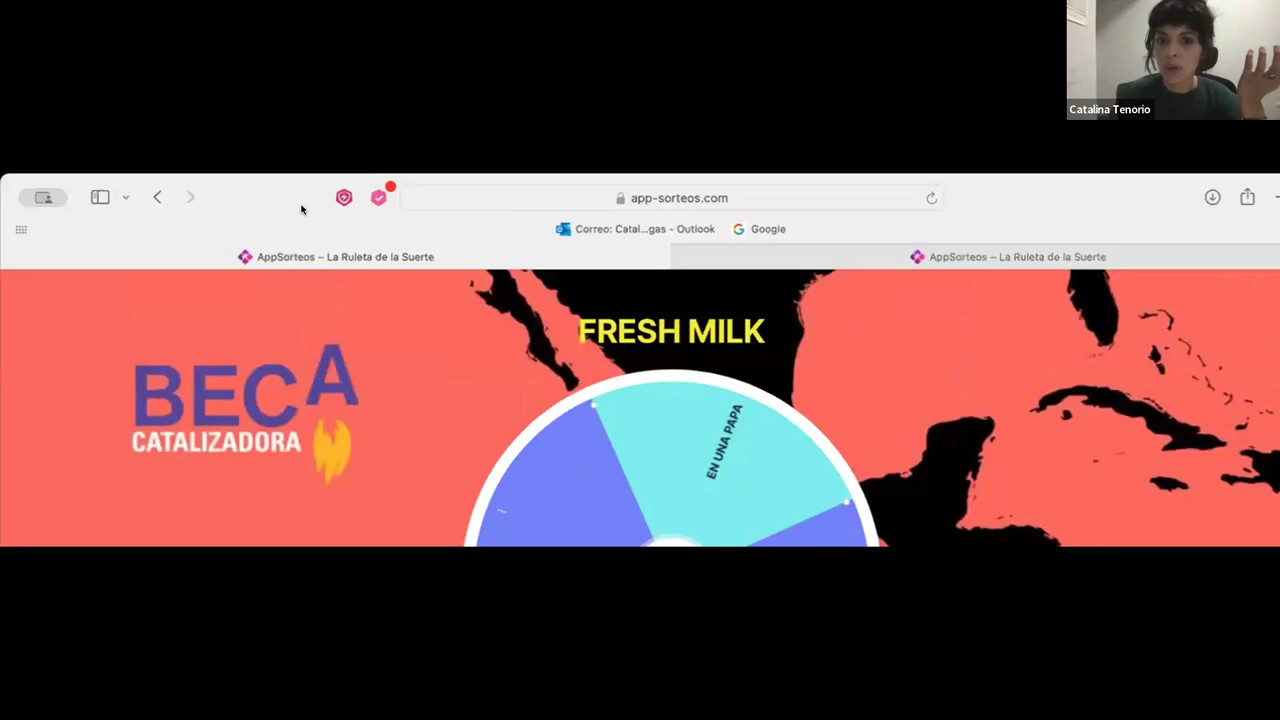 Catalina Tenorio
app-sorteos.com
Correo: Catal...gas - Outlook
Google
AppSorteos – La Ruleta de la Suerte
AppSorteos – La Ruleta de la Suerte
FRESH MILK
BECA
CATALIZADORA
EN UNA PAPA
...